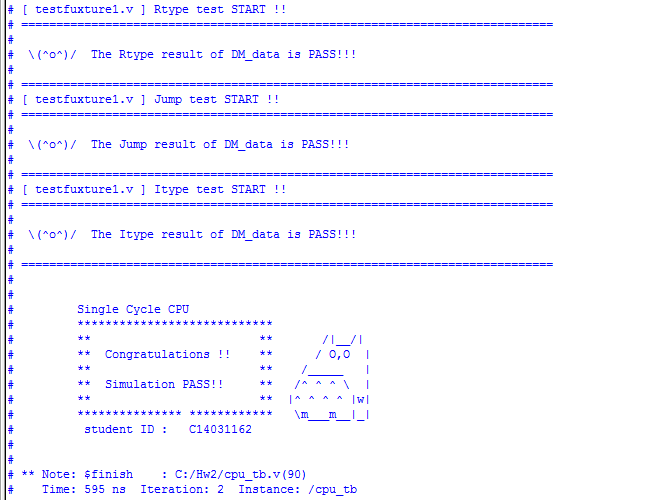 # [ testfuxture1.v ] Rtype test START !!
# ============================================================================
#
#  \(^o^)/  The Rtype result of DM_data is PASS!!!
#
# ============================================================================
# [ testfuxture1.v ] Jump test START !!
# ============================================================================
#
#  \(^o^)/  The Jump result of DM_data is PASS!!!
#
# ============================================================================
# [ testfuxture1.v ] Itype test START !!
# ============================================================================
#
#  \(^o^)/  The Itype result of DM_data is PASS!!!
#
# ============================================================================
#
#
#         Single Cycle CPU
#         ****************************
#         **                        **       /|__/|
#         **  Congratulations !!    **      / O,O  |
#         **                        **    /_____   |
#         **  Simulation PASS!!     **   /^ ^ ^ \  |
#         **                        **  |^ ^ ^ ^ |w|
#         *************** ************   \m___m__|_|
#          student ID :   C14031162
#
#
# ** Note: $finish    : C:/Hw2/cpu_tb.v(90)
#    Time: 595 ns  Iteration: 2  Instance: /cpu_tb